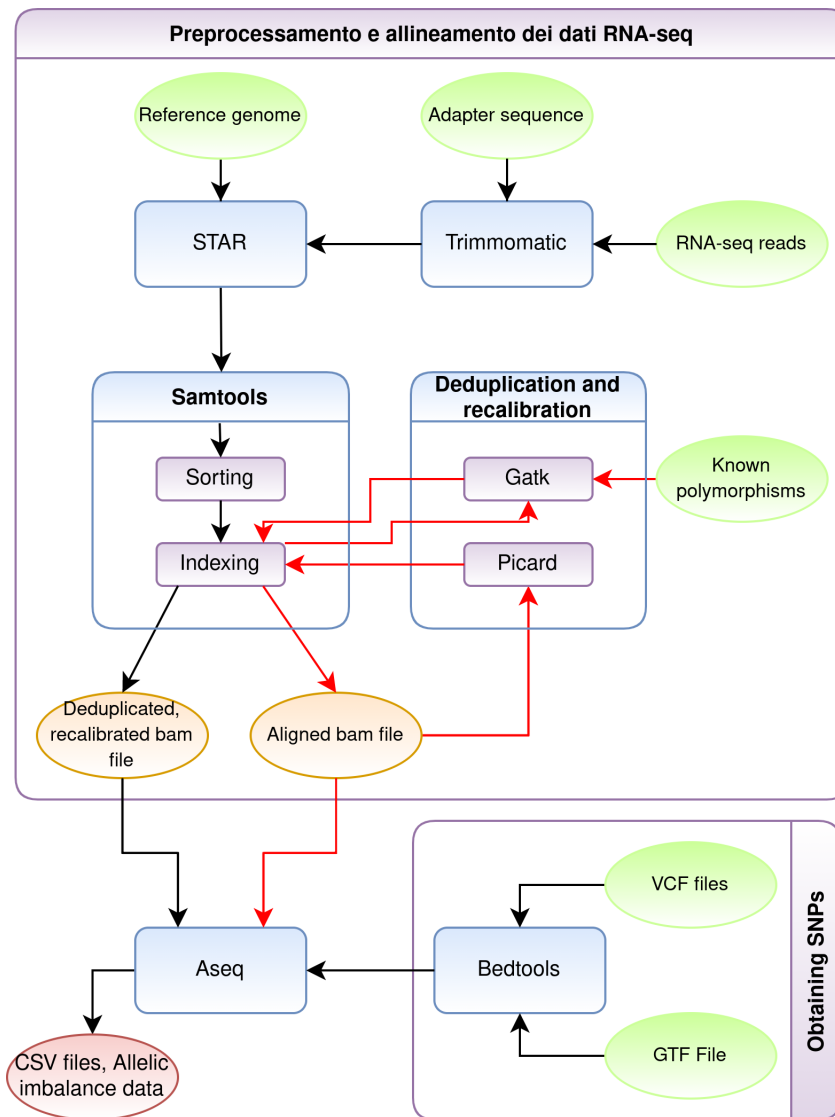 Preprocessamento e allineamento dei dati RNA-seq
Reference genome
Adapter sequence
STAR
Trimmomatic
RNA-seq reads
Samtools
Deduplication and
recalibration
Sorting
Gatk
Known
polymorphisms
Indexing
Picard
Deduplicated,
recalibrated bam
file
Aligned bam file
VCF files
Aseq
Bedtools
Obtaining SNPs
GTF File
CSV files, Allelic
imbalance data